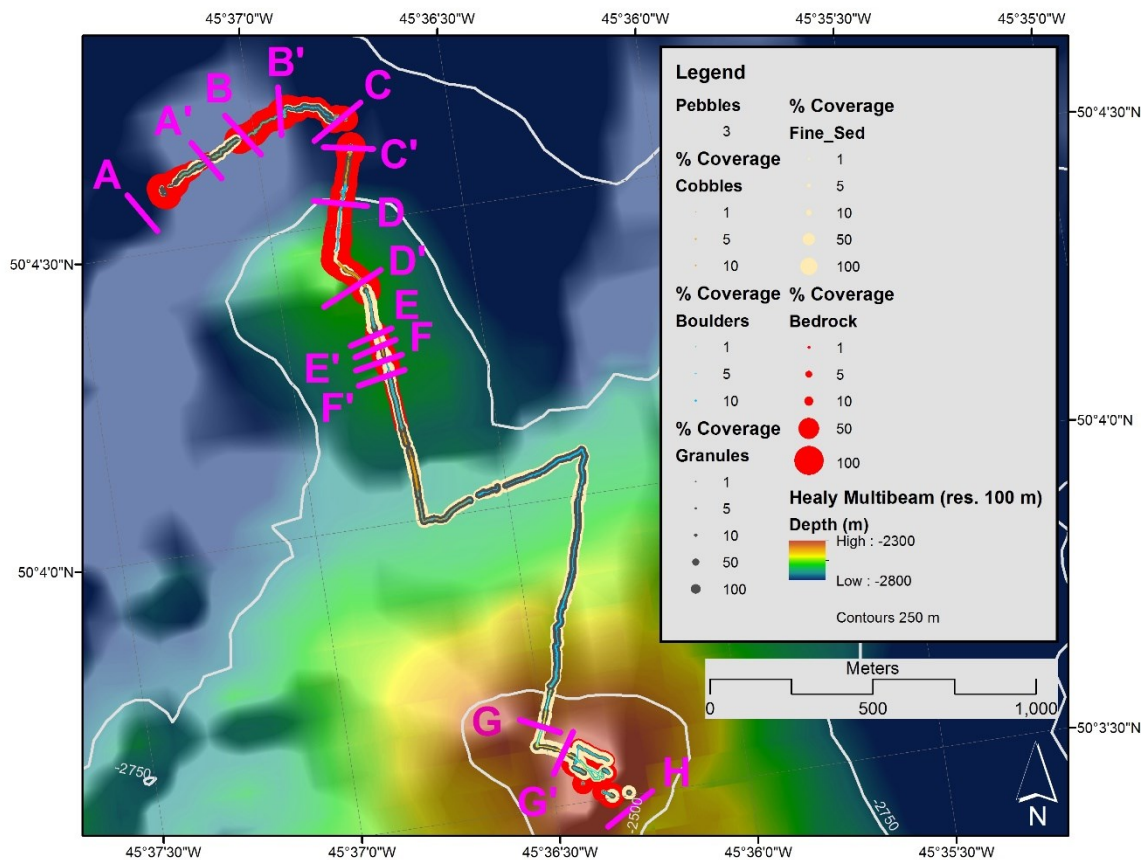 45°37'0"W 45°36'30"W 45°36'0"W 45°35'30"W 45°35'0"W
50°4'30"N
50°4'0"N
50°3'30"N
50°4'30"N
50°4'0"N
A
A'
B
B'
C
C'
D
D'
E
F
E'
F'
G
G'
H
-2750
-2500
-2750
Legend
Pebbles
3
% Coverage
Cobbles
1
5
10
% Coverage
Boulders
1
5
10
% Coverage
Granules
1
5
10
50
100
% Coverage
Fine_Sed
1
5
10
50
100
% Coverage
Bedrock
1
5
10
50
100
Healy Multibeam (res. 100 m)
Depth (m)
High : -2300
Low : -2800
Contours 250 m
Meters
0 500 1,000
N
45°37'30"W 45°37'0"W 45°36'30"W 45°36'0"W 45°35'30"W